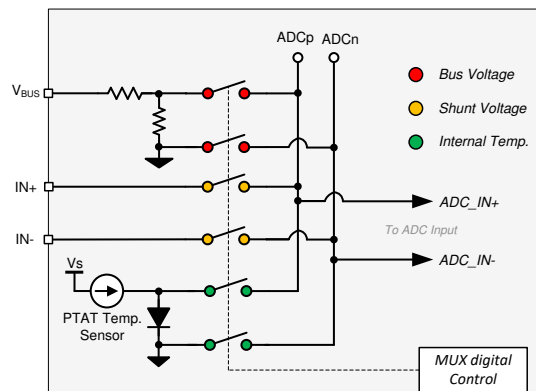 ADCp ADCn
VBUS
Bus Voltage
Shunt Voltage
Internal Temp.
IN+
ADC_IN+
To ADC Input
IN-
ADC_IN-
Vs
PTAT Temp.
Sensor
MUX digital
Control